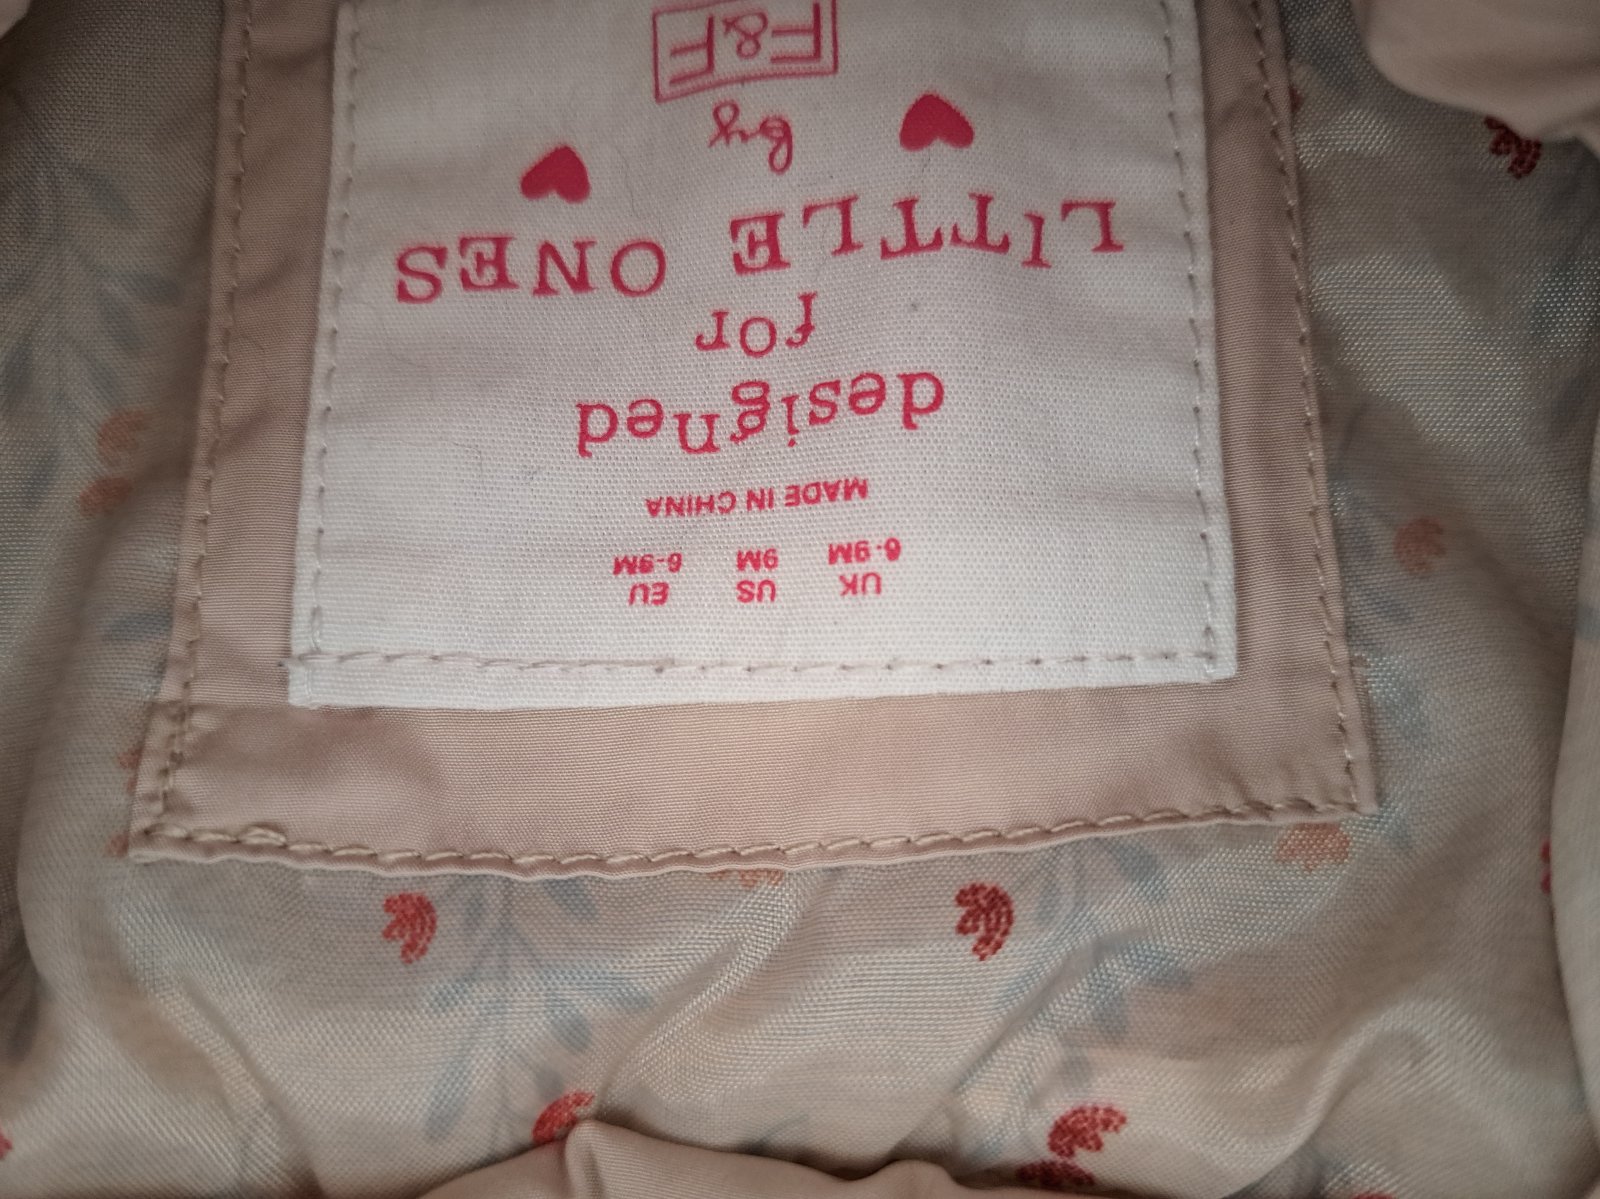 UK US EU
6-9M 9M 6-9M
MADE IN CHINA
designed
for
LITTLE ONES
by
F&F